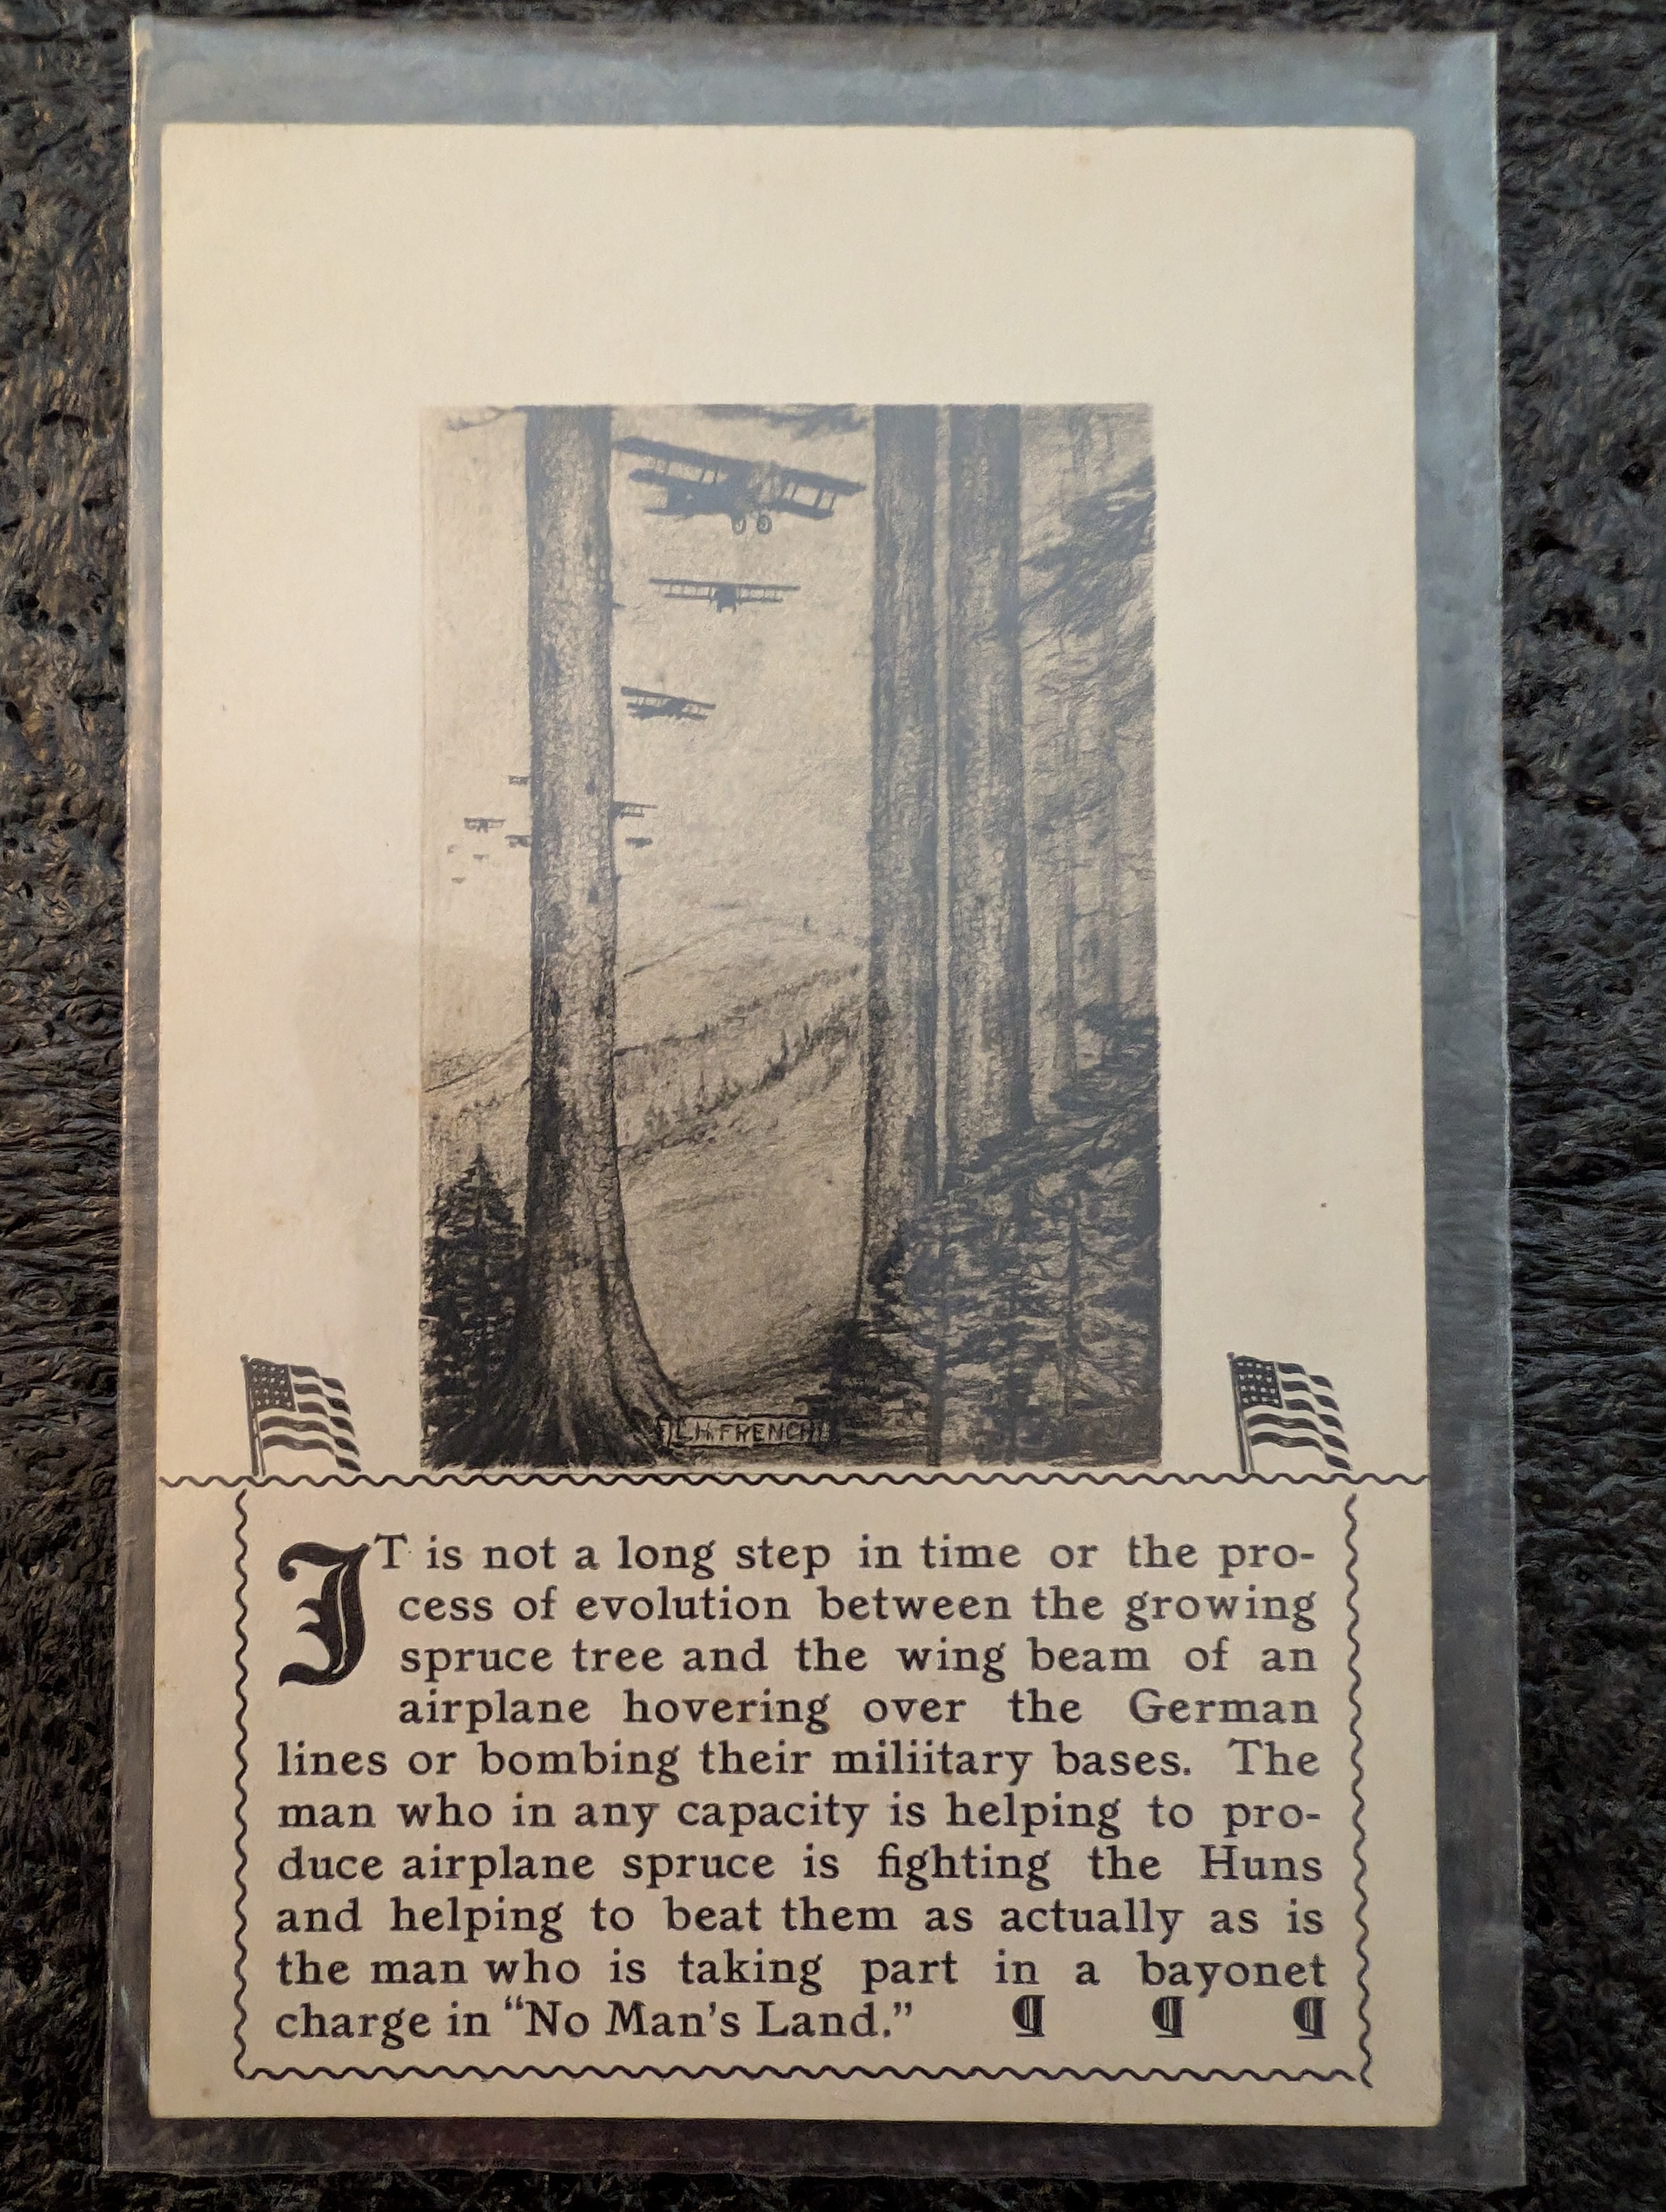 L.H. FRENCH
IT is not a long step in time or the pro-
cess of evolution between the growing
spruce tree and the wing beam of an
airplane hovering over the German
lines or bombing their miliitary bases. The
man who in any capacity is helping to pro-
duce airplane spruce is fighting the Huns
and helping to beat them as actually as is
the man who is taking part in a bayonet
charge in “No Man's Land.” ¶ ¶ ¶